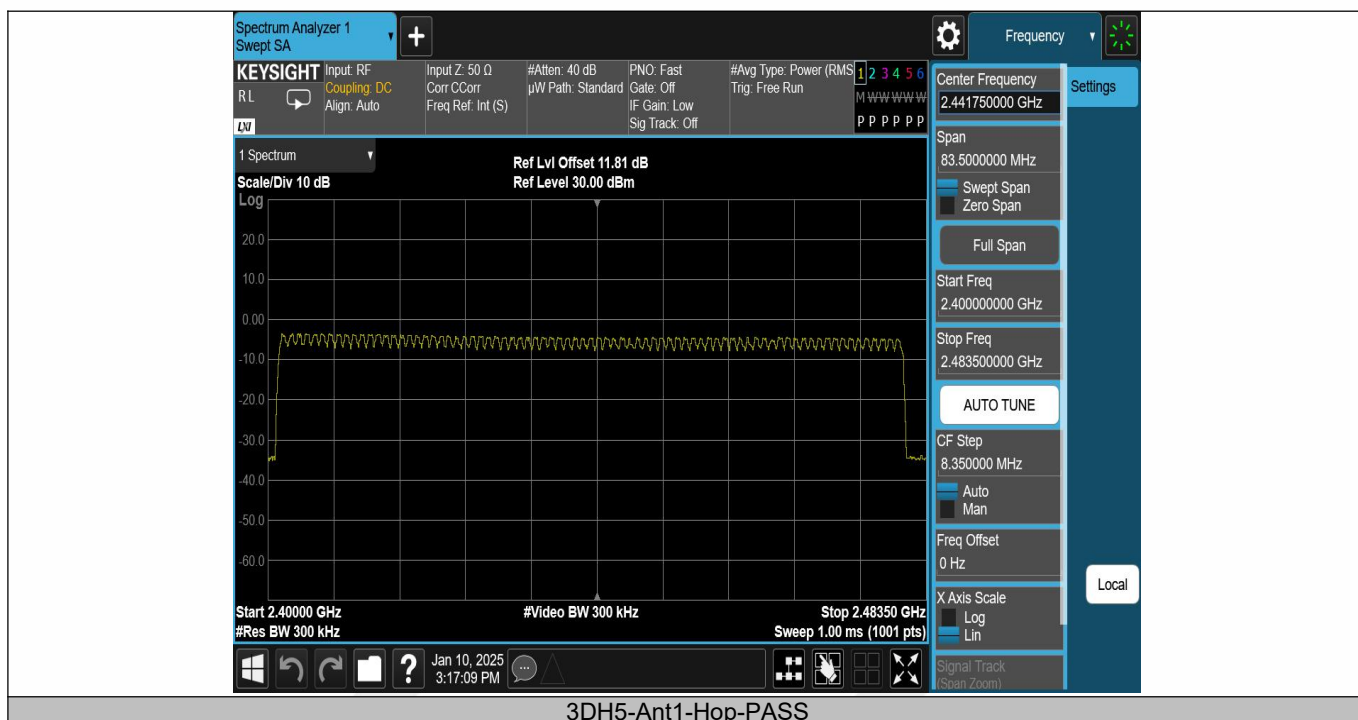 Spectrum Analyzer 1
Swept SA
+
Frequency
KEYSIGHT
R L
LXI
Input: RF
Coupling: DC
Align: Auto
Input Z: 50 Ω
Corr CCorr
Freq Ref: Int (S)
#Atten: 40 dB
µW Path: Standard
PNO: Fast
Gate: Off
IF Gain: Low
Sig Track: Off
#Avg Type: Power (RMS
Trig: Free Run
1 2 3 4 5 6
M W W W W W
P P P P P P
1 Spectrum
Scale/Div 10 dB
Log
Ref Lvl Offset 11.81 dB
Ref Level 30.00 dBm
20.0
10.0
0.00
-10.0
-20.0
-30.0
-40.0
-50.0
-60.0
Start 2.40000 GHz
#Res BW 300 kHz
#Video BW 300 kHz
Stop 2.48350 GHz
Sweep 1.00 ms (1001 pts)
Center Frequency
2.441750000 GHz
Settings
Span
83.5000000 MHz
Swept Span
Zero Span
Full Span
Start Freq
2.400000000 GHz
Stop Freq
2.483500000 GHz
AUTO TUNE
CF Step
8.350000 MHz
Auto
Man
Freq Offset
0 Hz
X Axis Scale
Log
Lin
Signal Track
(Span Zoom)
Local
?
Jan 10, 2025
3:17:09 PM
3DH5-Ant1-Hop-PASS